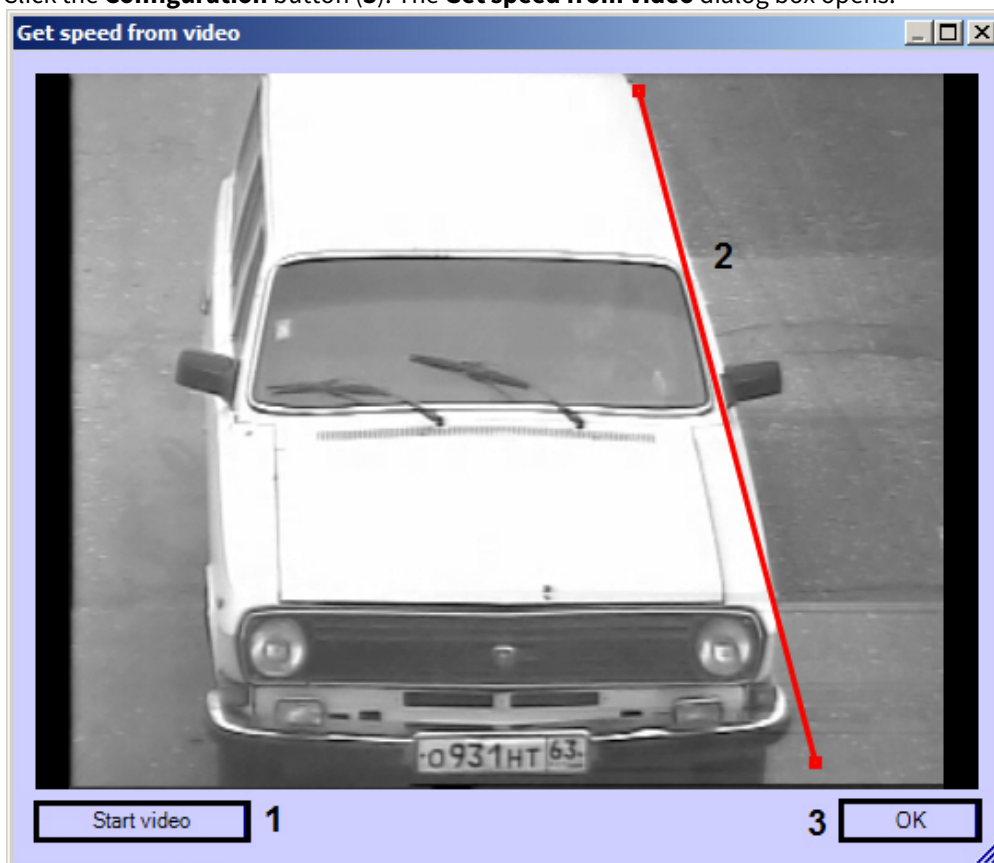 Click the Configuration button (3). The Get speed from video dialog box opens.
Get speed from video
2
о931нт 63
Start video
1
3
OK